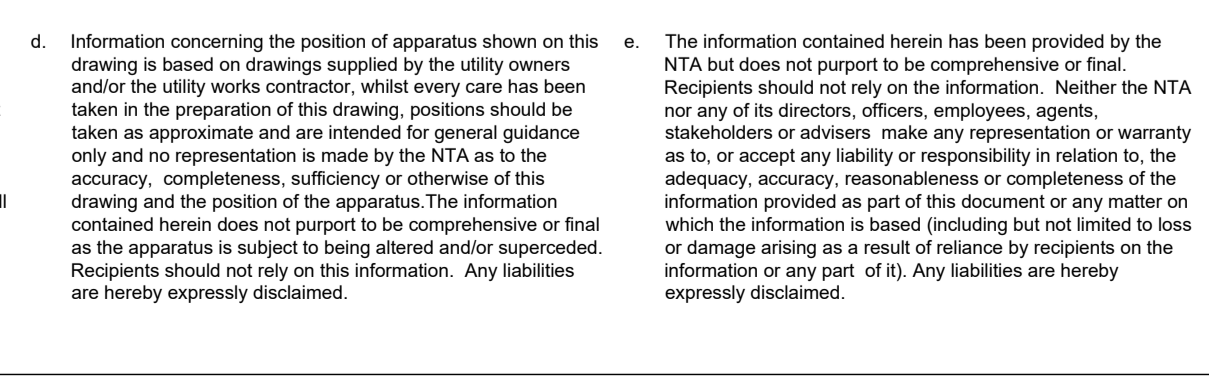 d. Information concerning the position of apparatus shown on this
drawing is based on drawings supplied by the utility owners
and/or the utility works contractor, whilst every care has been
taken in the preparation of this drawing, positions should be
taken as approximate and are intended for general guidance
only and no representation is made by the NTA as to the
accuracy, completeness, sufficiency or otherwise of this
drawing and the position of the apparatus.The information
contained herein does not purport to be comprehensive or final
as the apparatus is subject to being altered and/or superceded.
Recipients should not rely on this information. Any liabilities
are hereby expressly disclaimed.
e. The information contained herein has been provided by the
NTA but does not purport to be comprehensive or final.
Recipients should not rely on the information. Neither the NTA
nor any of its directors, officers, employees, agents,
stakeholders or advisers make any representation or warranty
as to, or accept any liability or responsibility in relation to, the
adequacy, accuracy, reasonableness or completeness of the
information provided as part of this document or any matter on
which the information is based (including but not limited to loss
or damage arising as a result of reliance by recipients on the
information or any part of it). Any liabilities are hereby
expressly disclaimed.